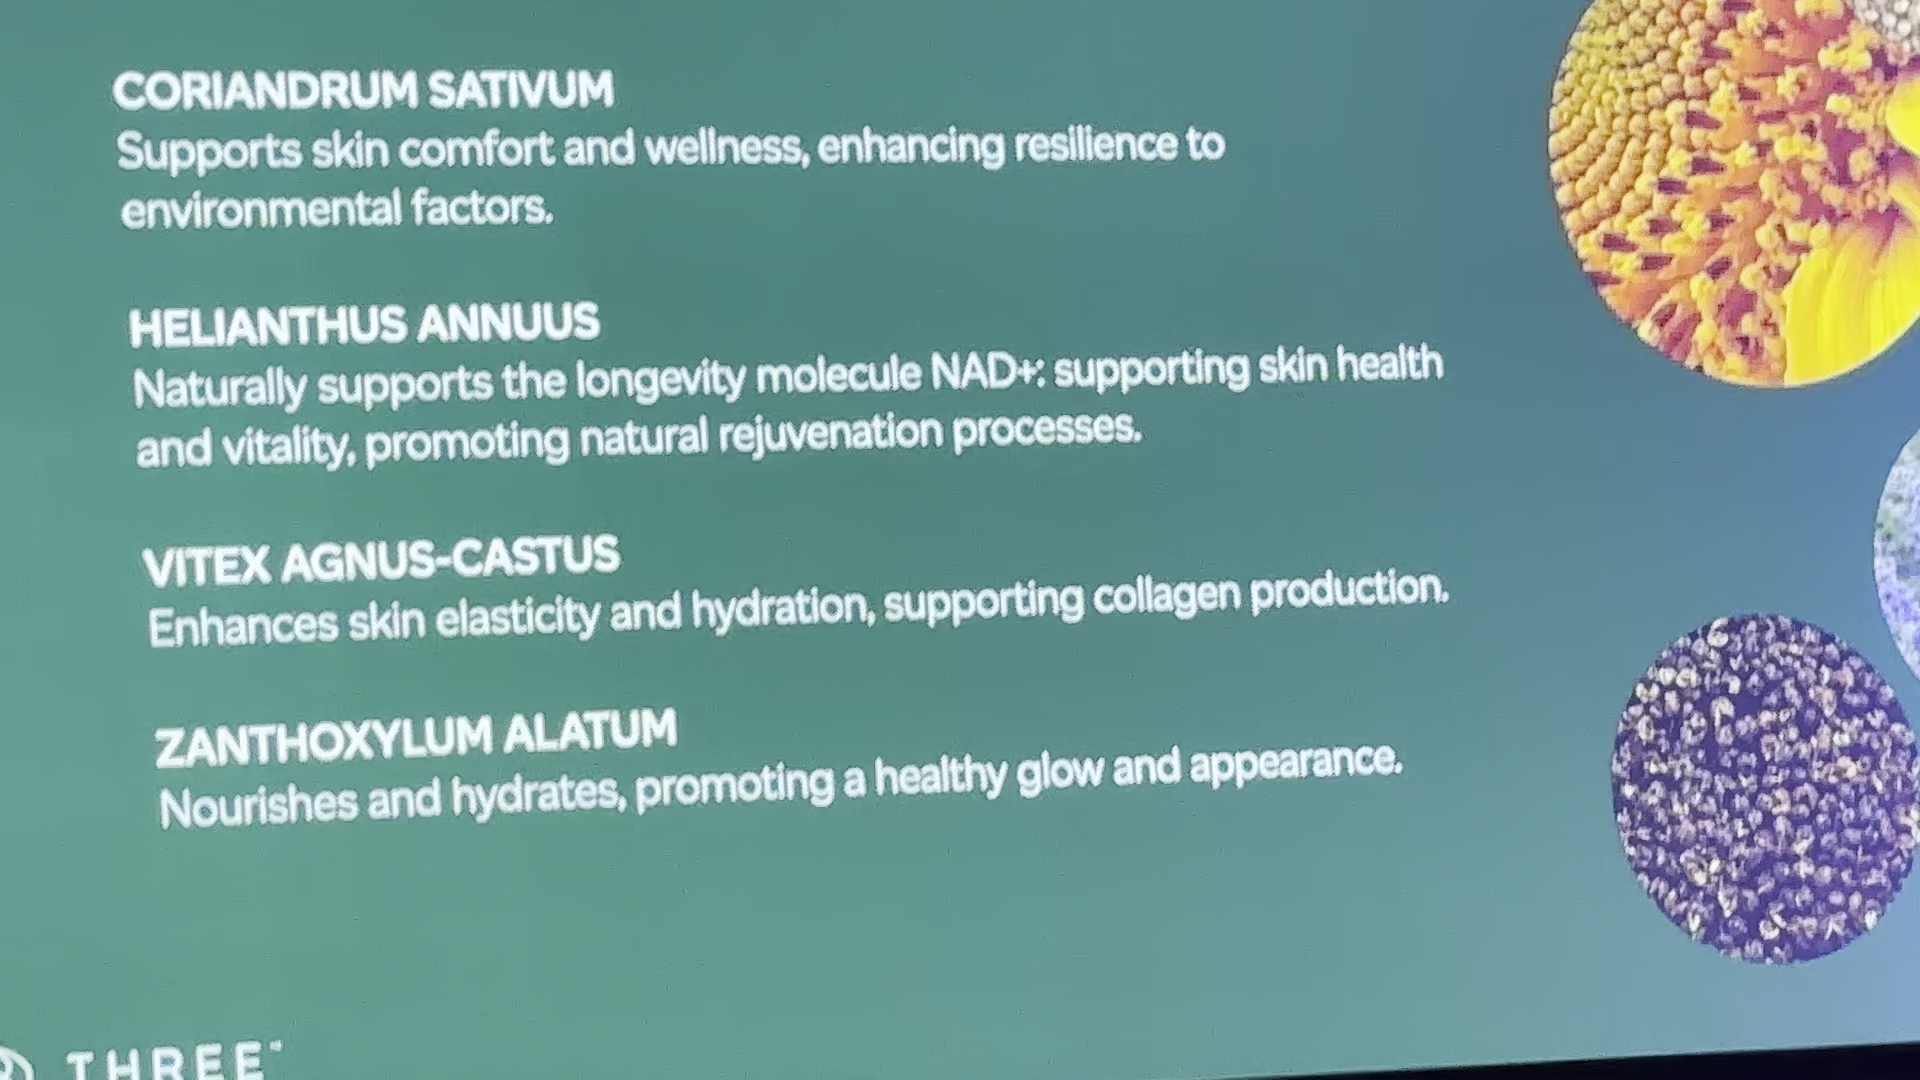 CORIANDRUM SATIVUM
Supports skin comfort and wellness, enhancing resilience to
environmental factors.
HELIANTHUS ANNUUS
Naturally supports the longevity molecule NAD+: supporting skin health
and vitality, promoting natural rejuvenation processes.
VITEX AGNUS-CASTUS
Enhances skin elasticity and hydration, supporting collagen production.
ZANTHOXYLUM ALATUM
Nourishes and hydrates, promoting a healthy glow and appearance.
THREE™